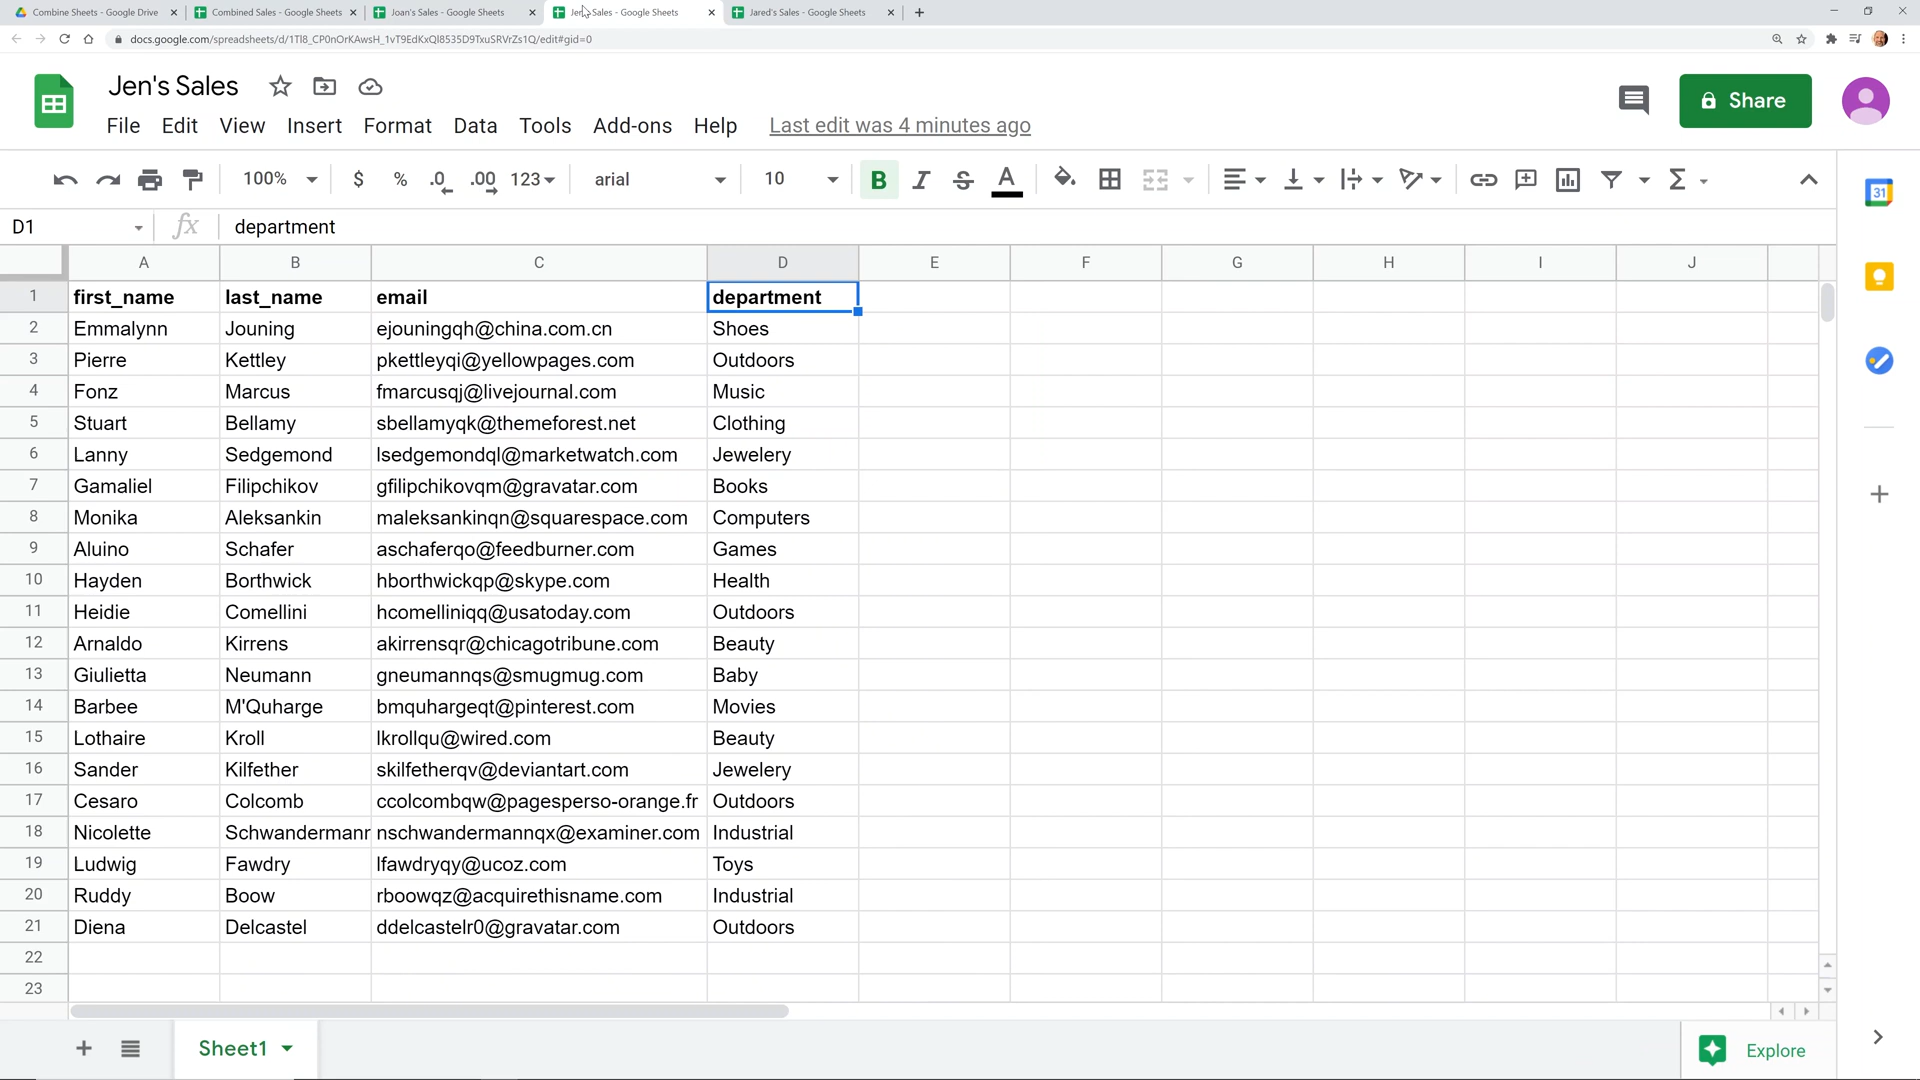 Combine Sheets - Google Drive
Combined Sales - Google Sheets
Joan's Sales - Google Sheets
Sales - Google Sheets
Jared's Sales - Google Sheets
Jen's Sales
File Edit View Insert Format Data Tools Add-ons Help Last edit was 4 minutes ago
Share
100% $ % .0 .00 123 arial 10 B I S A Σ
31
D1 fx department
A B C D E F G H I J
1 first_name last_name email department
2 Emmalynn Jouning ejouningqh@china.com.cn Shoes
3 Pierre Kettley pkettleyqi@yellowpages.com Outdoors
4 Fonz Marcus fmarcusqj@livejournal.com Music
5 Stuart Bellamy sbellamyqk@themeforest.net Clothing
6 Lanny Sedgemond lsedgemondql@marketwatch.com Jewelery
7 Gamaliel Filipchikov gfilipchikovqm@gravatar.com Books
8 Monika Aleksankin maleksankinqn@squarespace.com Computers
9 Aluino Schafer aschaferqo@feedburner.com Games
10 Hayden Borthwick hborthwickqp@skype.com Health
11 Heidie Comellini hcomelliniqq@usatoday.com Outdoors
12 Arnaldo Kirrens akirrensqr@chicagotribune.com Beauty
13 Giulietta Neumann gneumannqs@smugmug.com Baby
14 Barbee M'Quharge bmquhargeqt@pinterest.com Movies
15 Lothaire Kroll lkrollqu@wired.com Beauty
16 Sander Kilfether skilfetherqv@deviantart.com Jewelery
17 Cesaro Colcomb ccolcombqw@pagesperso-orange.fr Outdoors
18 Nicolette Schwandermann nschwandermannqx@examiner.com Industrial
19 Ludwig Fawdry lfawdryqy@ucoz.com Toys
20 Ruddy Boow rboowqz@acquirethisname.com Industrial
21 Diena Delcastel ddelcastelr0@gravatar.com Outdoors
22
23
Sheet1
Explore